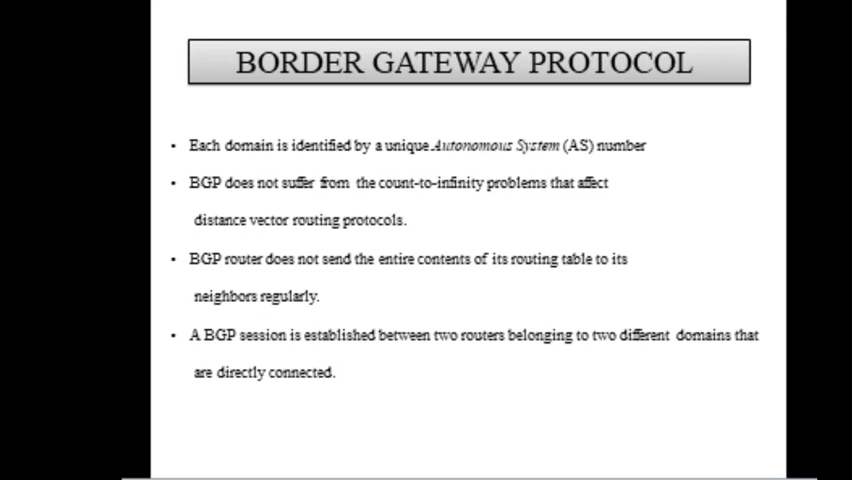 BORDER GATEWAY PROTOCOL
• Each domain is identified by a unique Autonomous System (AS) number
• BGP does not suffer from the count-to-infinity problems that affect
distance vector routing protocols.
• BGP router does not send the entire contents of its routing table to its
neighbors regularly.
• A BGP session is established between two routers belonging to two different domains that
are directly connected.